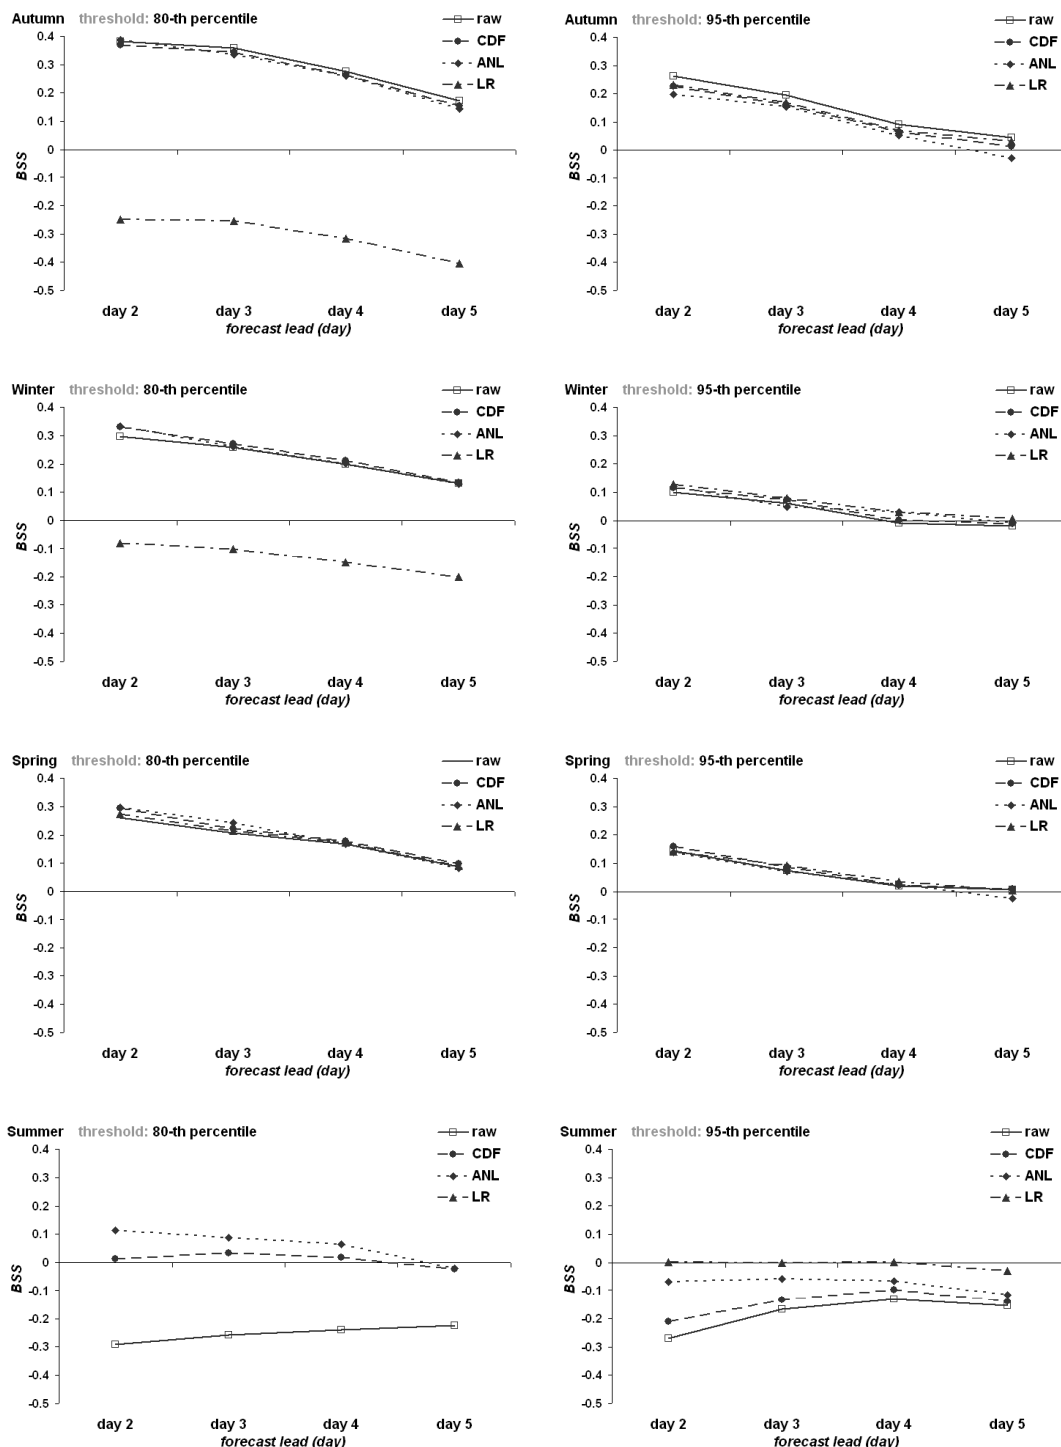 Autumn threshold: 80-th percentile
raw
CDF
ANL
LR
0.4
0.3
0.2
0.1
0
-0.1
-0.2
-0.3
-0.4
-0.5
BSS
day 2 day 3 day 4 day 5
forecast lead (day)
Autumn threshold: 95-th percentile
raw
CDF
ANL
LR
0.4
0.3
0.2
0.1
0
-0.1
-0.2
-0.3
-0.4
-0.5
BSS
day 2 day 3 day 4 day 5
forecast lead (day)
Winter threshold: 80-th percentile
raw
CDF
ANL
LR
0.4
0.3
0.2
0.1
0
-0.1
-0.2
-0.3
-0.4
-0.5
BSS
day 2 day 3 day 4 day 5
forecast lead (day)
Winter threshold: 95-th percentile
raw
CDF
ANL
LR
0.4
0.3
0.2
0.1
0
-0.1
-0.2
-0.3
-0.4
-0.5
BSS
day 2 day 3 day 4 day 5
forecast lead (day)
Spring threshold: 80-th percentile
raw
CDF
ANL
LR
0.4
0.3
0.2
0.1
0
-0.1
-0.2
-0.3
-0.4
-0.5
BSS
day 2 day 3 day 4 day 5
forecast lead (day)
Spring threshold: 95-th percentile
raw
CDF
ANL
LR
0.4
0.3
0.2
0.1
0
-0.1
-0.2
-0.3
-0.4
-0.5
BSS
day 2 day 3 day 4 day 5
forecast lead (day)
Summer threshold: 80-th percentile
raw
CDF
ANL
LR
0.4
0.3
0.2
0.1
0
-0.1
-0.2
-0.3
-0.4
-0.5
BSS
day 2 day 3 day 4 day 5
forecast lead (day)
Summer threshold: 95-th percentile
raw
CDF
ANL
LR
0.4
0.3
0.2
0.1
0
-0.1
-0.2
-0.3
-0.4
-0.5
BSS
day 2 day 3 day 4 day 5
forecast lead (day)